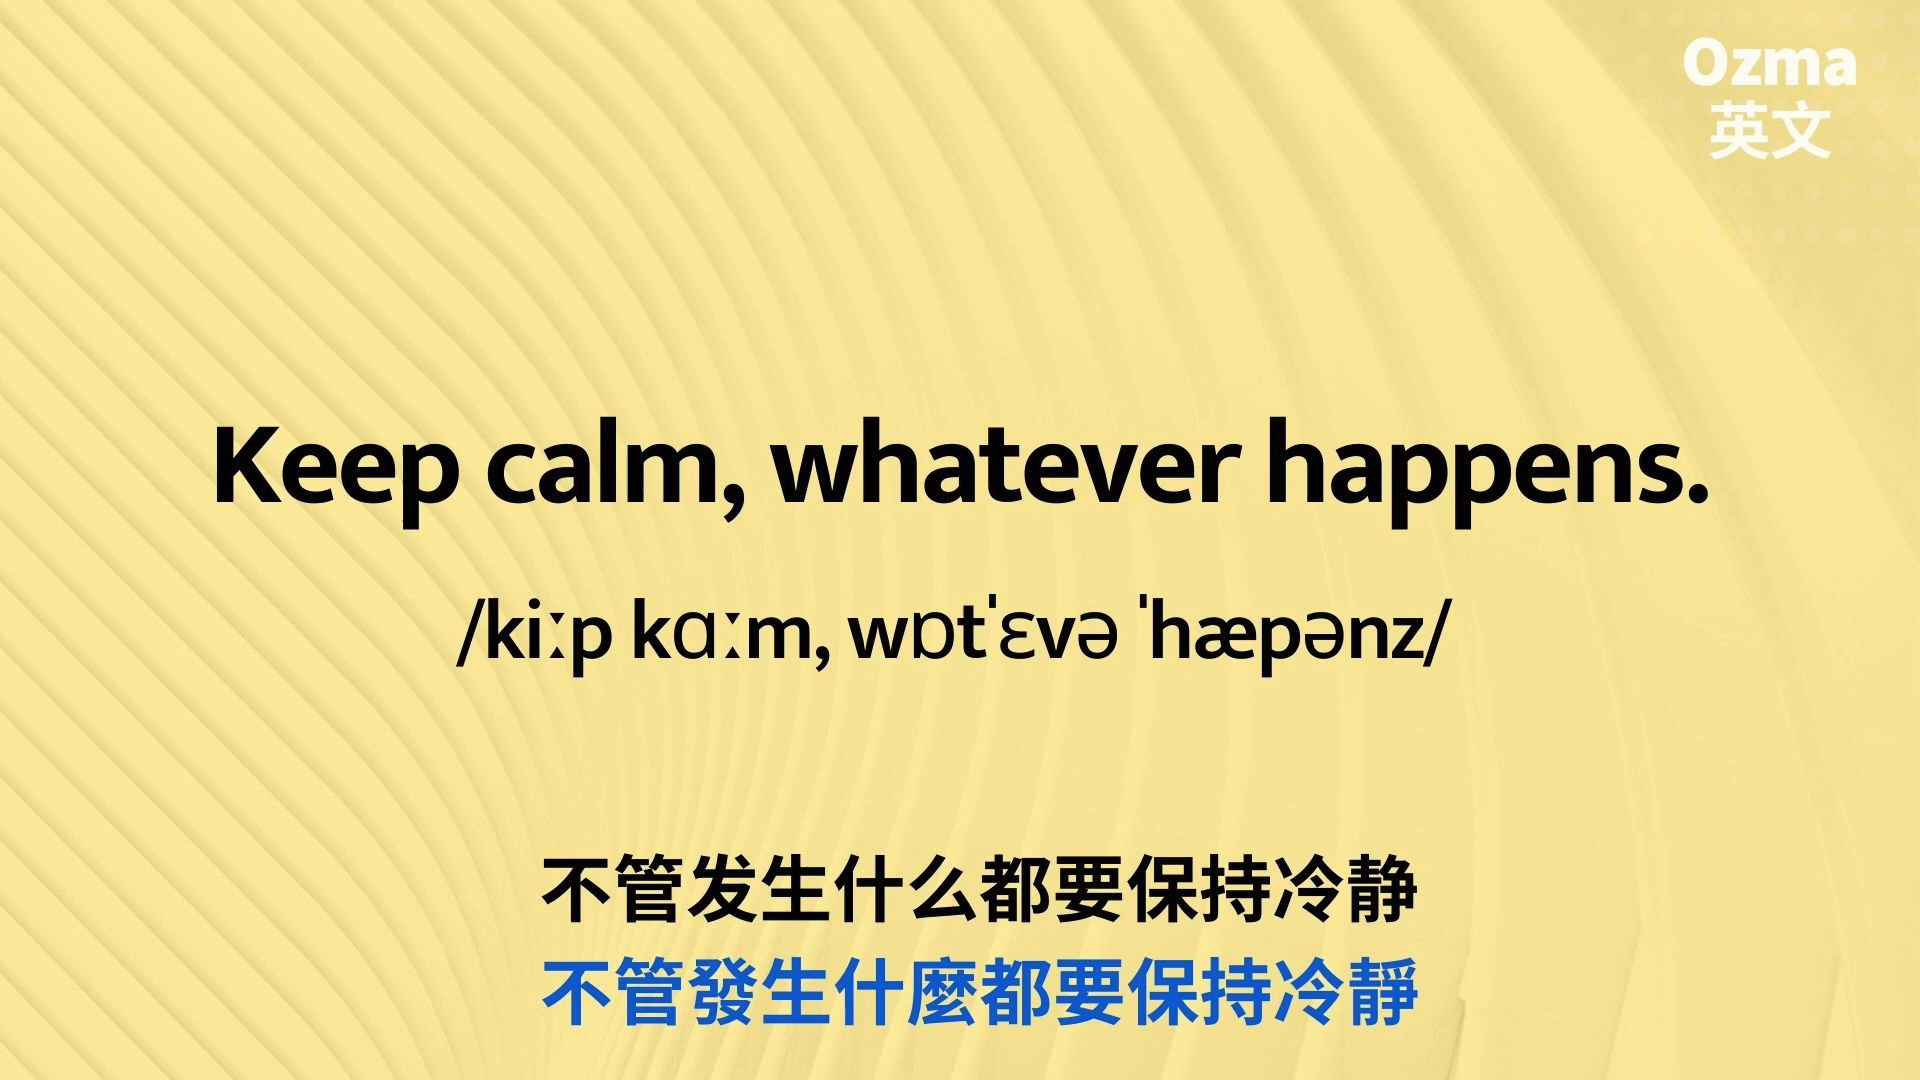 Ozma
英文
Keep calm, whatever happens.
/kiːp kɑːm, wɒtˈɛvə ˈhæpənz/
不管发生什么都要保持冷静
不管發生什麼都要保持冷靜